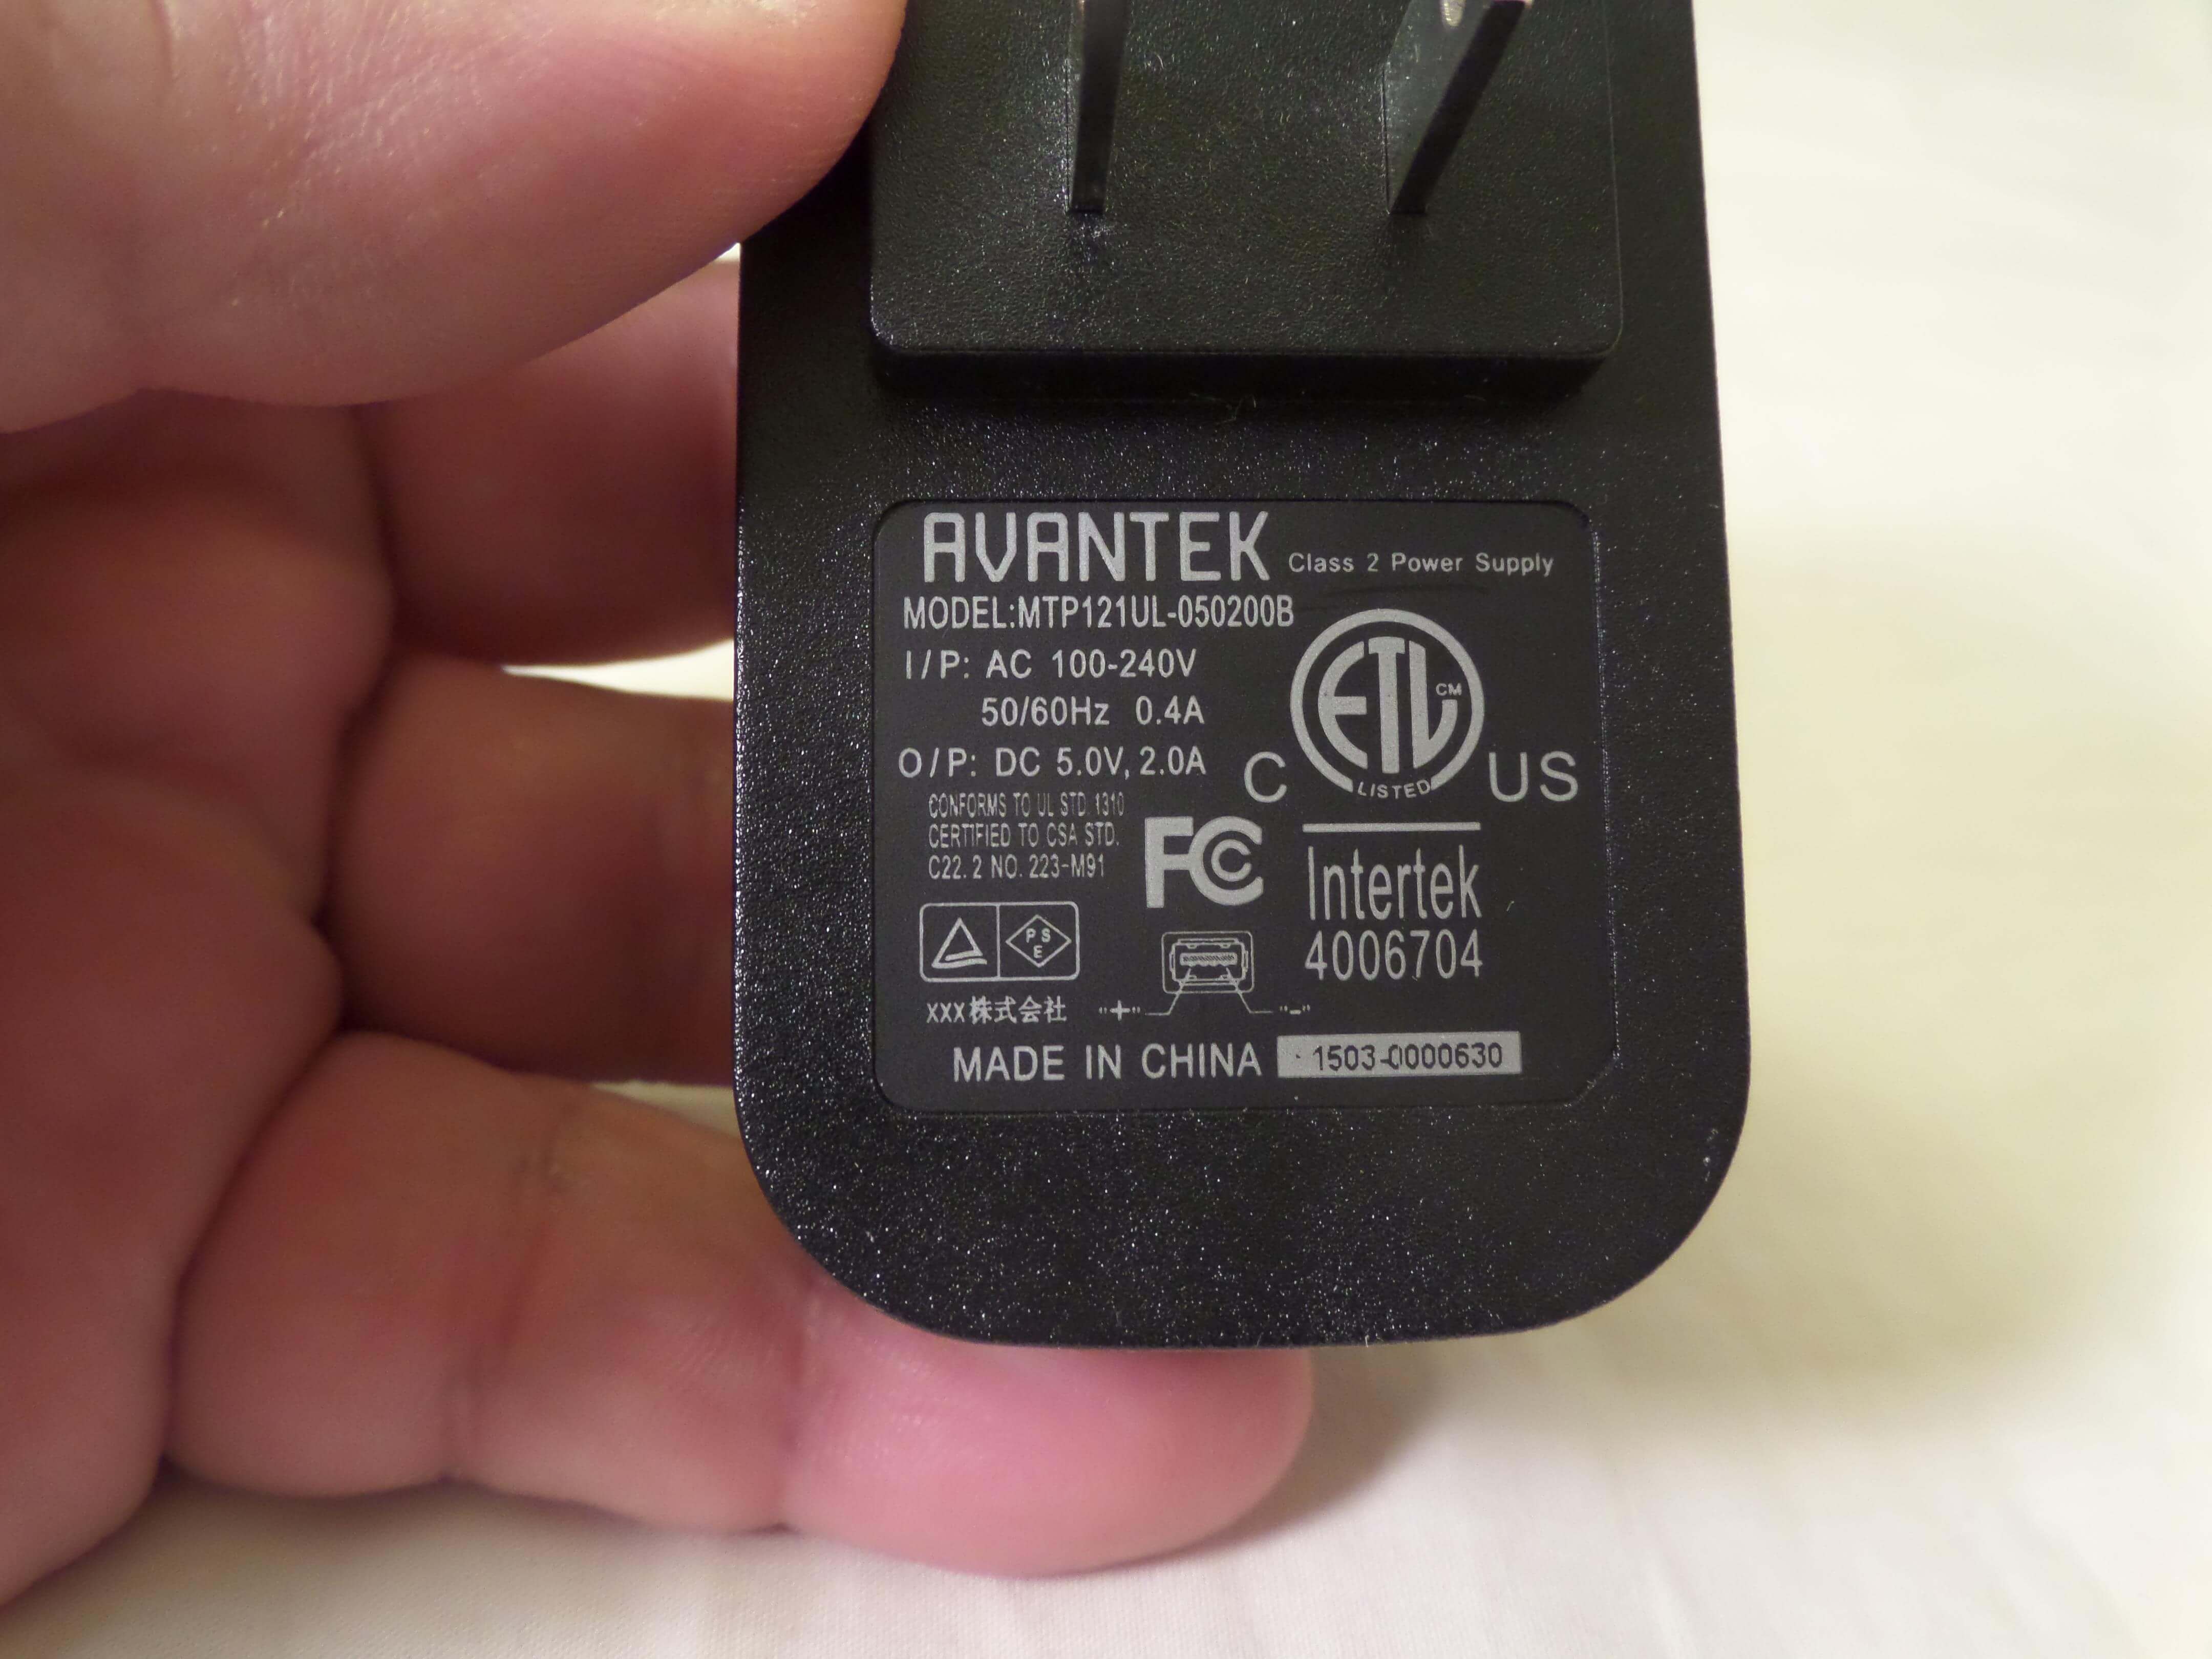 AVANTEK Class 2 Power Supply
MODEL:MTP121UL-050200B
I/P: AC 100-240V
50/60Hz 0.4A
O/P: DC 5.0V, 2.0A
CONFORMS TO UL STD. 1310
CERTIFIED TO CSA STD.
C22. 2 NO. 223-M91
ETL CM
LISTED
C US
FC
Intertek
4006704
PS
E
XXX株式会社
"+" "-"
MADE IN CHINA 1503-0000630